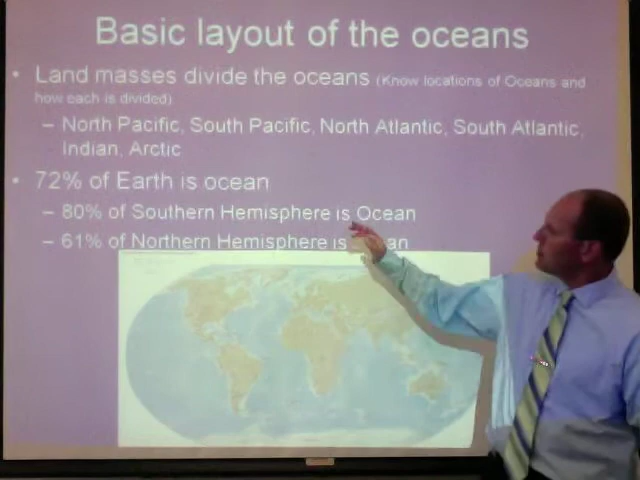 Basic layout of the oceans
• Land masses divide the oceans (Know locations of Oceans and
how each is divided)
– North Pacific, South Pacific, North Atlantic, South Atlantic,
Indian, Arctic
• 72% of Earth is ocean
– 80% of Southern Hemisphere is Ocean
– 61% of Northern Hemisphere is